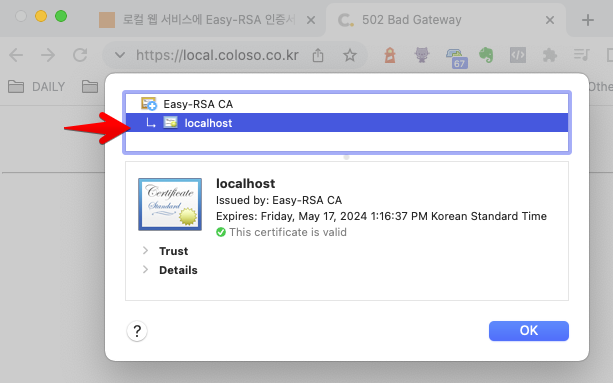 로컬 웹 서비스에 Easy-RSA 인증서
502 Bad Gateway
https://local.coloso.co.kr
67
DAILY
Othe
Easy-RSA CA
localhost
Certificate
Standard
localhost
Issued by: Easy-RSA CA
Expires: Friday, May 17, 2024 1:16:37 PM Korean Standard Time
This certificate is valid
Trust
Details
?
OK